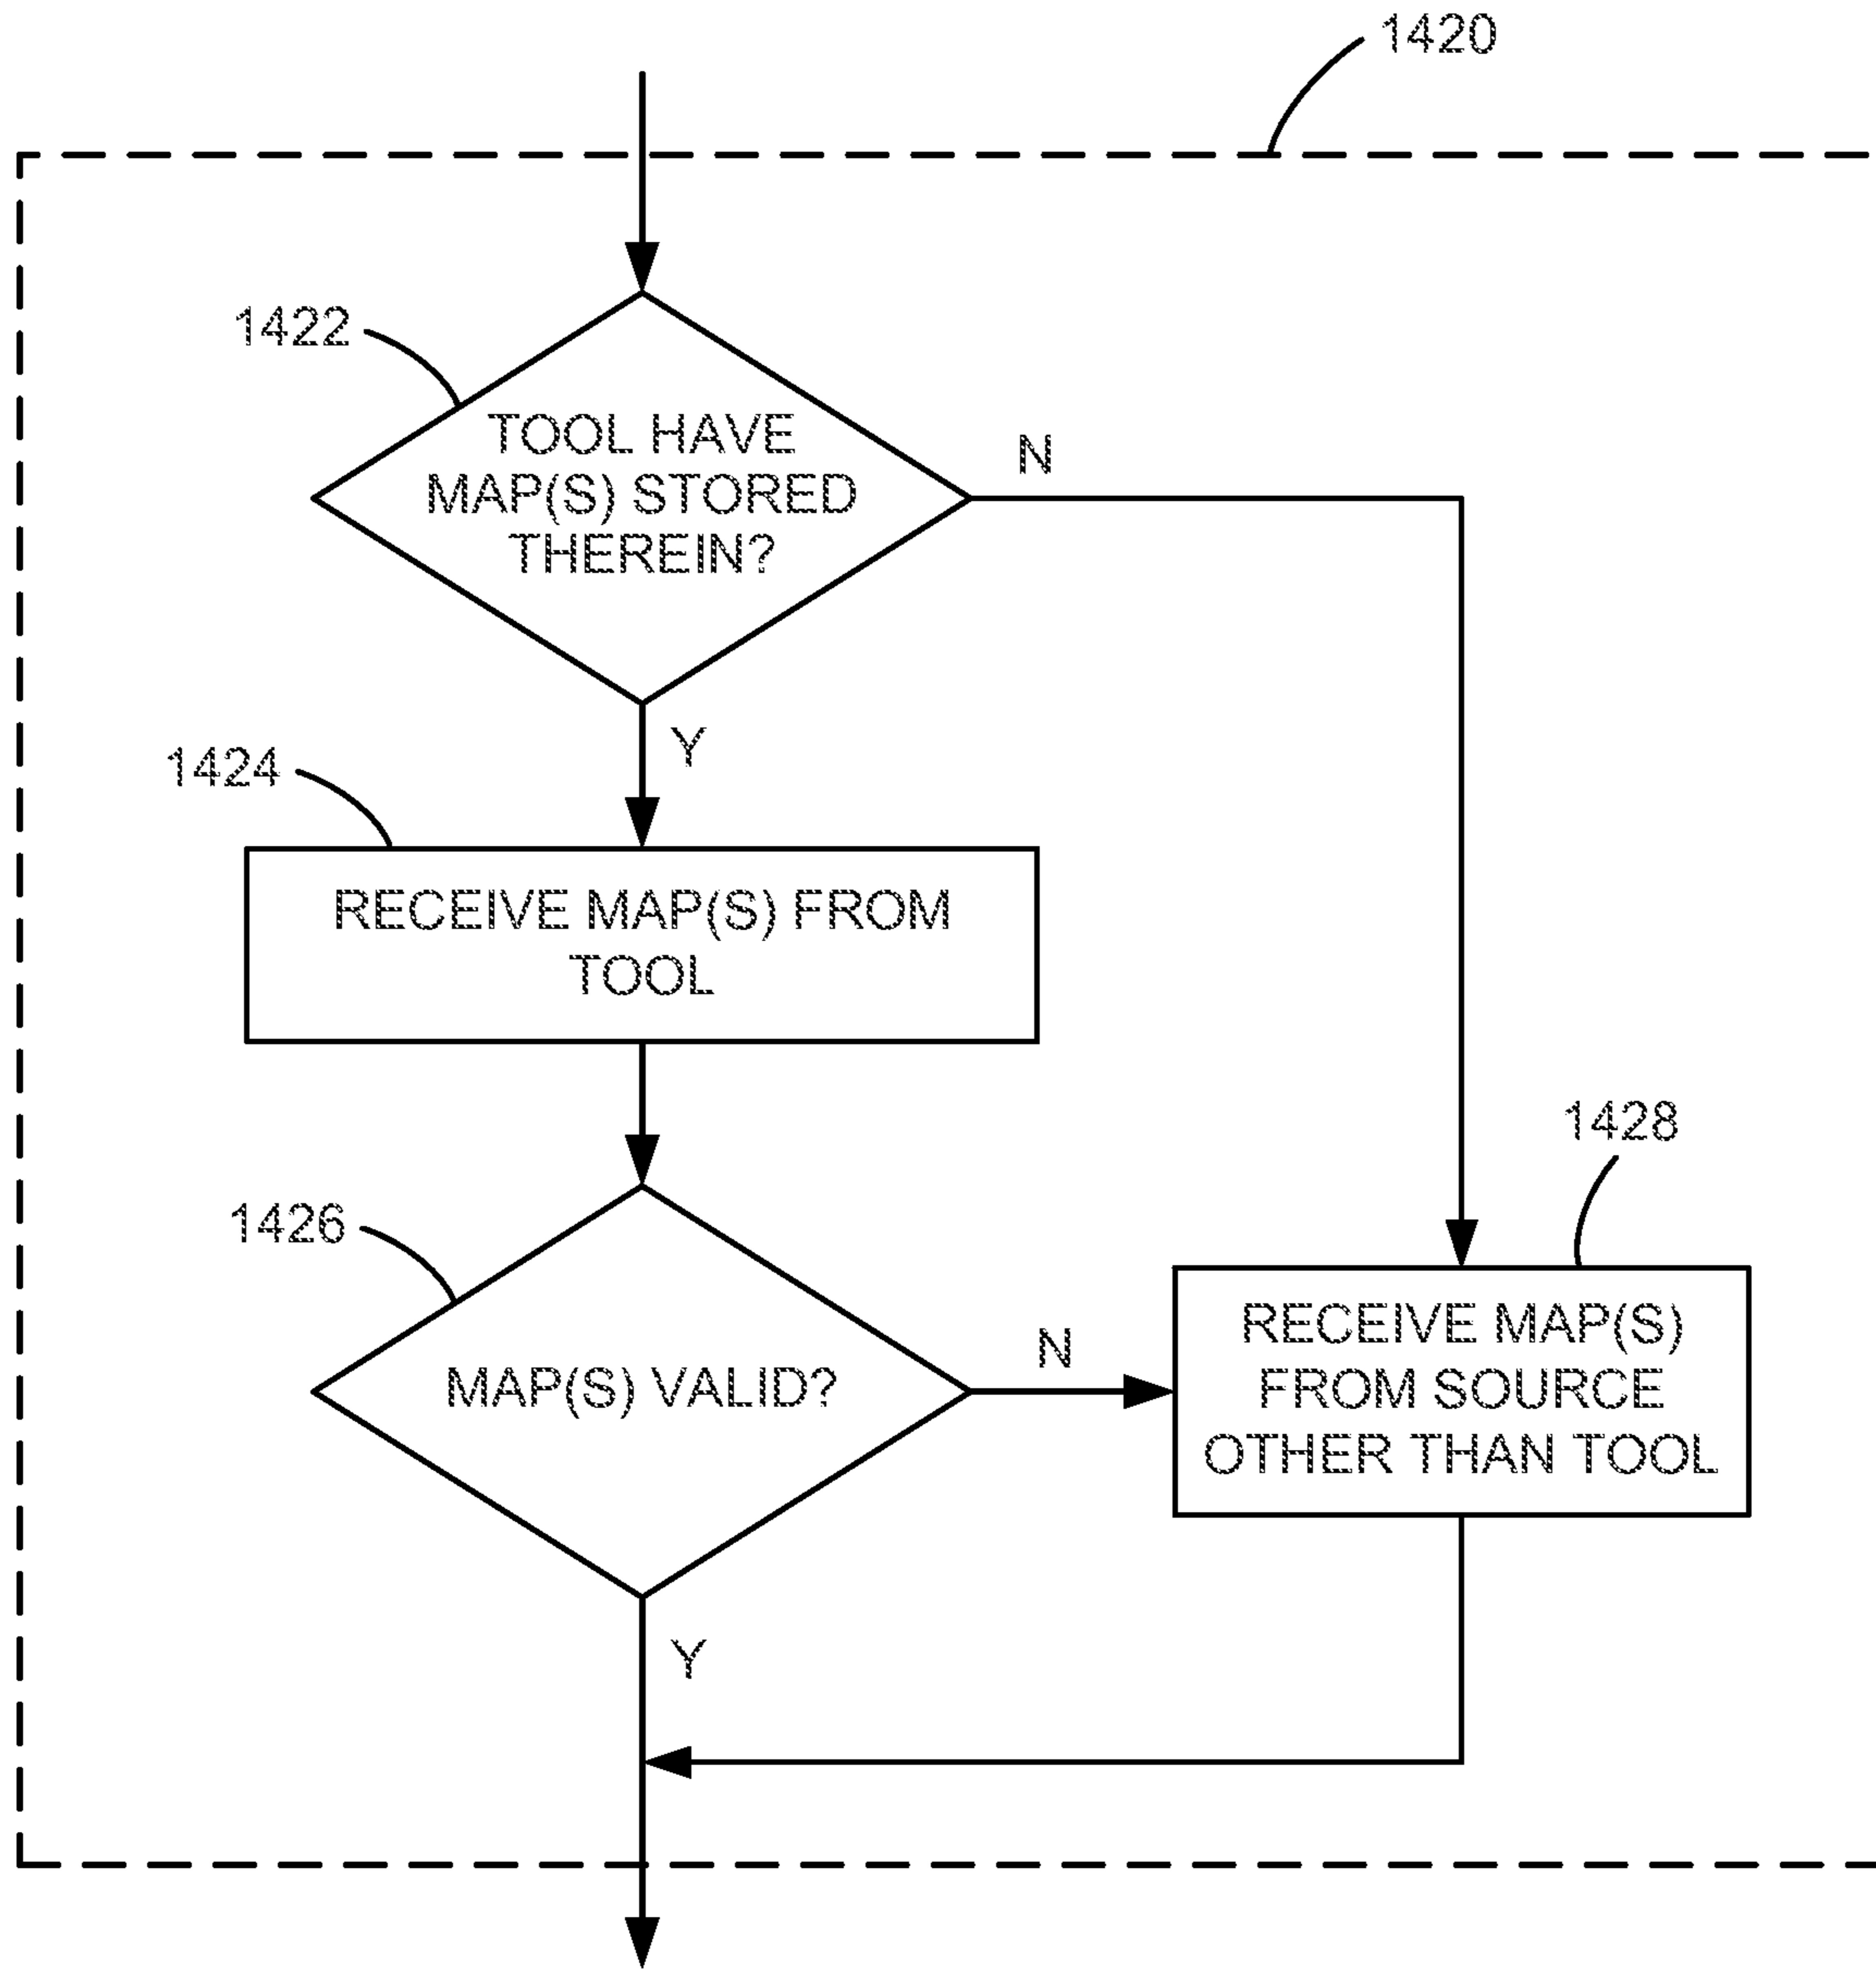 1420
1422
TOOL HAVE
MAP(S) STORED
THEREIN?
N
Y
1424
RECEIVE MAP(S) FROM
TOOL
1428
1426
MAP(S) VALID?
N
RECEIVE MAP(S)
FROM SOURCE
OTHER THAN TOOL
Y